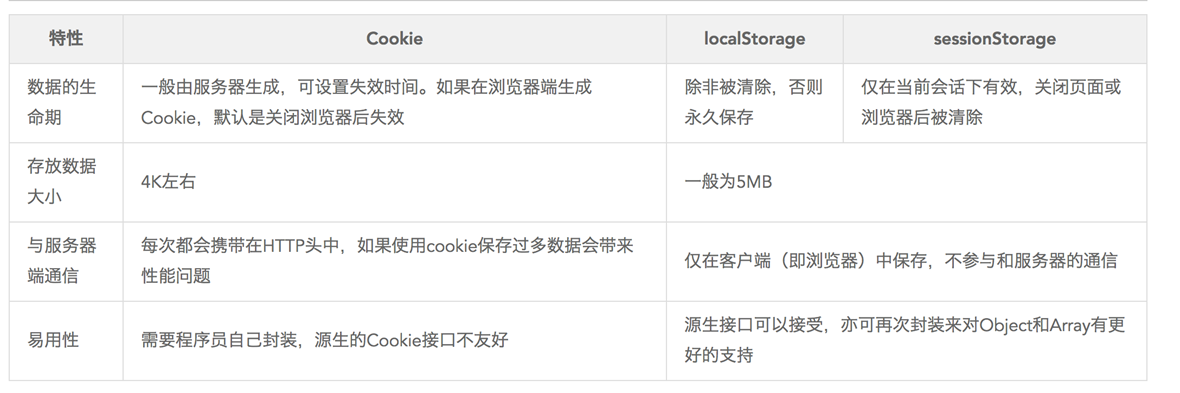 特性
Cookie
localStorage
sessionStorage
数据的生
命期
一般由服务器生成，可设置失效时间。如果在浏览器端生成
Cookie，默认是关闭浏览器后失效
除非被清除，否则
永久保存
仅在当前会话下有效，关闭页面或
浏览器后被清除
存放数据
大小
4K左右
一般为5MB
与服务器
端通信
每次都会携带在HTTP头中，如果使用cookie保存过多数据会带来
性能问题
仅在客户端（即浏览器）中保存，不参与和服务器的通信
易用性
需要程序员自己封装，源生的Cookie接口不友好
源生接口可以接受，亦可再次封装来对Object和Array有更
好的支持